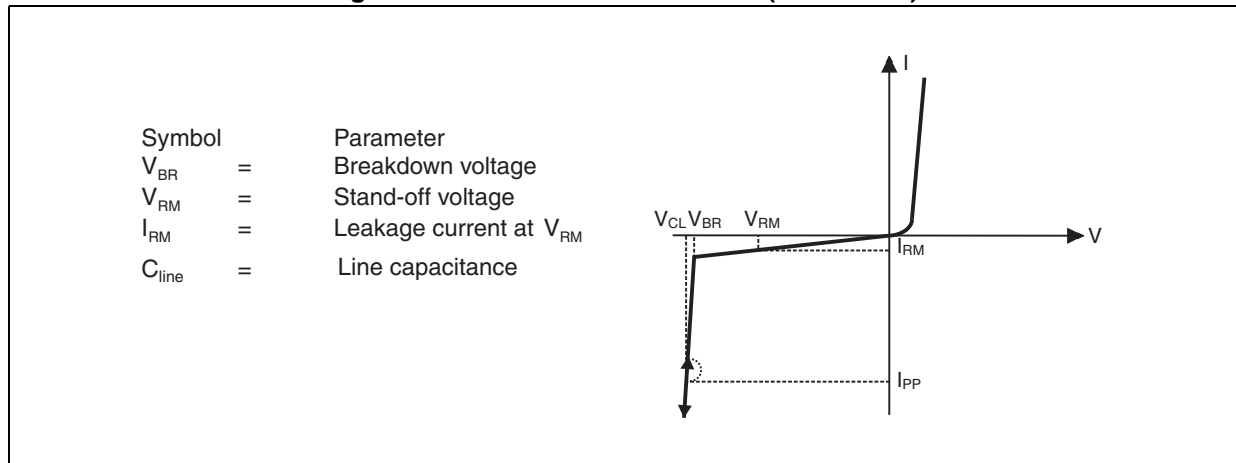 I
Symbol Parameter
V_BR = Breakdown voltage
V_RM = Stand-off voltage
I_RM = Leakage current at V_RM
C_line = Line capacitance
V_CL V_BR V_RM
V
I_RM
I_PP